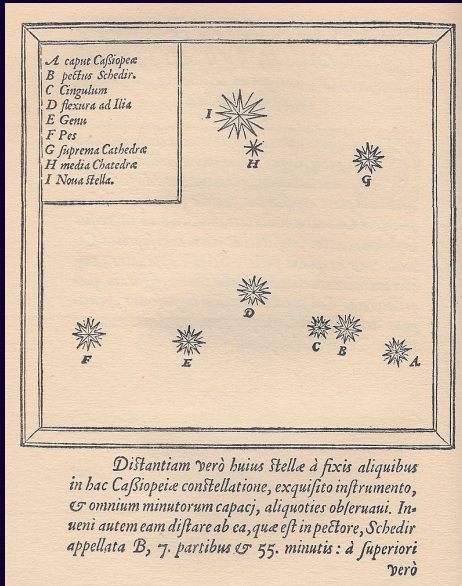 A caput Caßiopeæ
B pectus Schedir.
C Cingulum
D flexura ad Ilia
E Genu
F Pes
G suprema Cathedræ
H media Chatedræ
I Noua stella.
I
H
G
D
C
B
A
E
F
Distantiam verò huius stellæ à fixis aliquibus
in hac Caßiopeiæ constellatione, exquisito instrumento,
& omnium minutorum capacj, aliquoties obseruaui. In-
ueni autem eam distare ab ea, quæ est in pectore, Schedir
appellata B, 7. partibus & 55. minutis: à superiori
verò